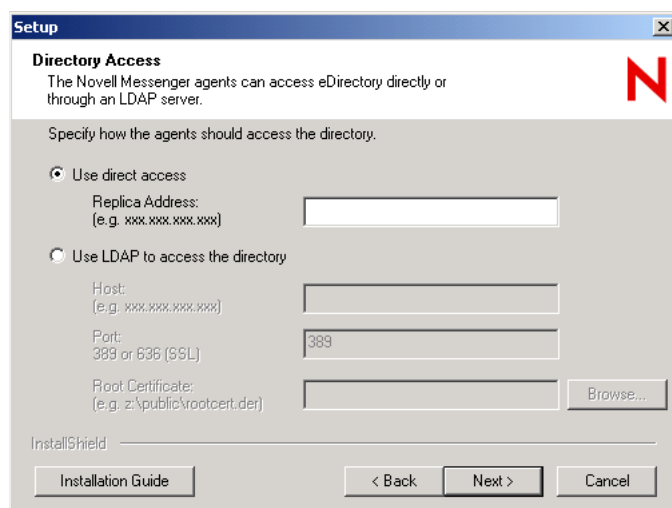 Setup
Directory Access
The Novell Messenger agents can access eDirectory directly or
through an LDAP server.
N
Specify how the agents should access the directory.
Use direct access
Replica Address:
(e.g. xxx.xxx.xxx.xxx)
Use LDAP to access the directory
Host:
(e.g. xxx.xxx.xxx.xxx)
Port:
389 or 636 (SSL)
389
Root Certificate:
(e.g. z:\public\rootcert.der)
Browse...
InstallShield
Installation Guide
< Back
Next >
Cancel